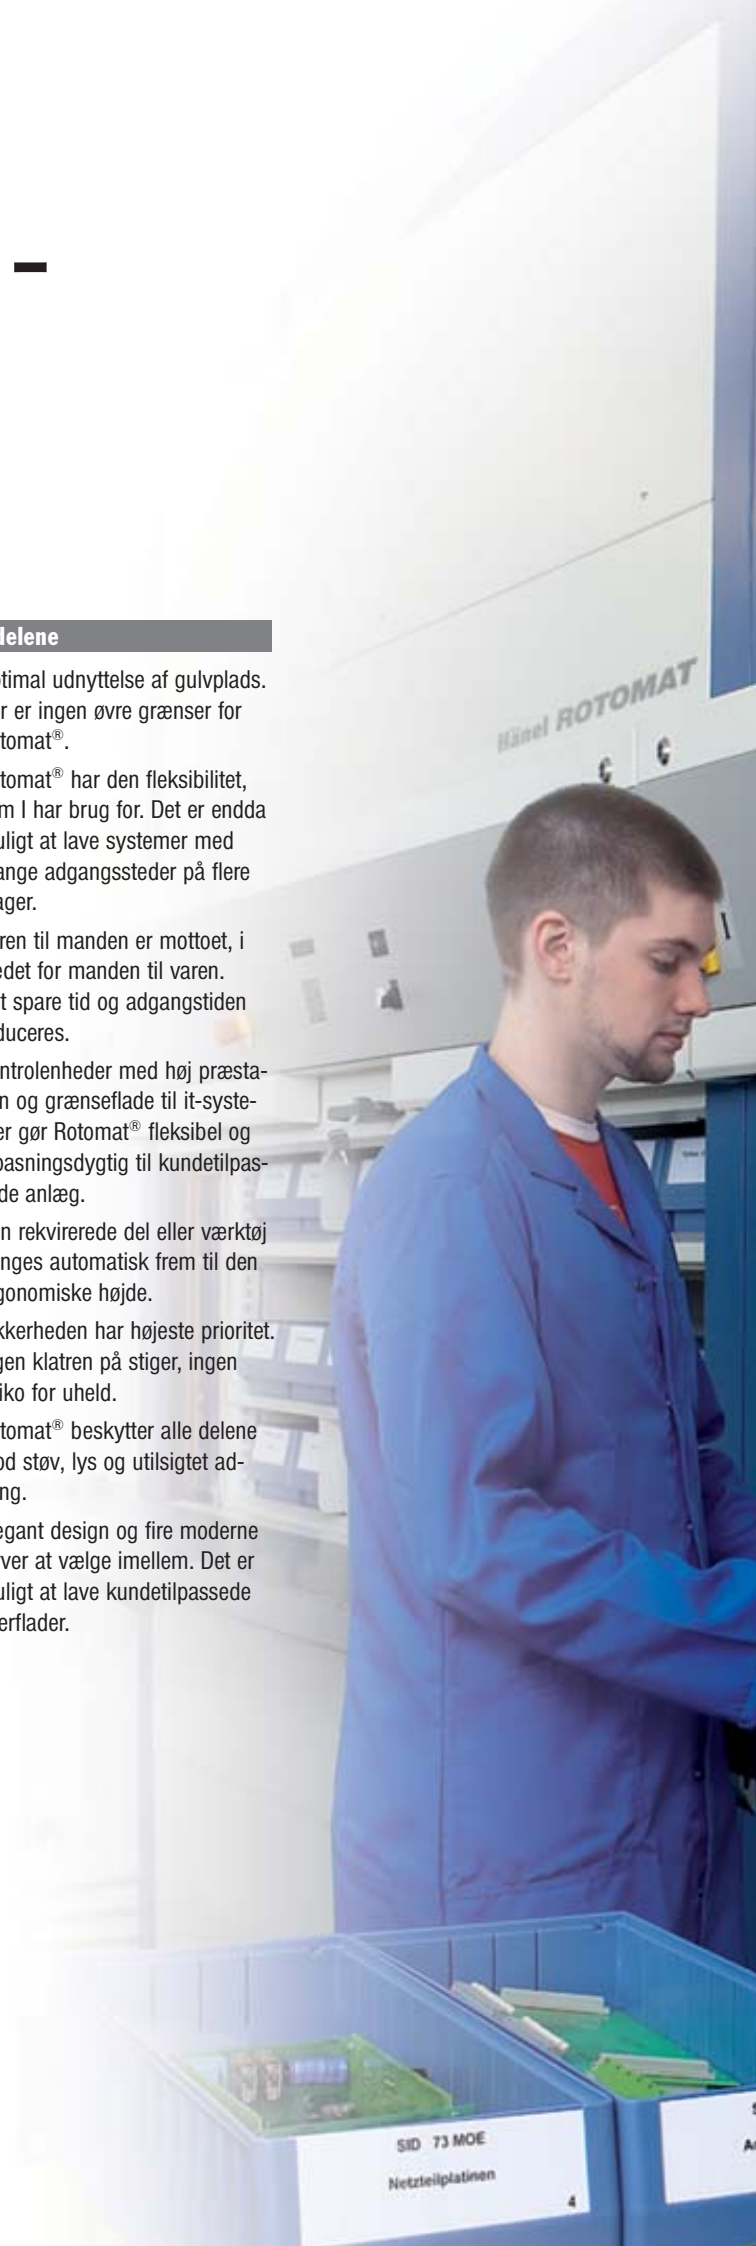 –
delene
timal udnyttelse af gulvplads.
r er ingen øvre grænser for
tomat®.
tomat® har den fleksibilitet,
m I har brug for. Det er endda
uligt at lave systemer med
ange adgangssteder på flere
ager.
ren til manden er mottoet, i
edet for manden til varen.
t spare tid og adgangstiden
duceres.
ntrolenheder med høj præsta-
n og grænseflade til it-syste-
er gør Rotomat® fleksibel og
pasningsdygtig til kundetilpas-
de anlæg.
n rekvirerede del eller værktøj
nges automatisk frem til den
gonomiske højde.
kkerheden har højeste prioritet.
gen klatren på stiger, ingen
iko for uheld.
tomat® beskytter alle delene
od støv, lys og utilsigtet ad-
ng.
egant design og fire moderne
ver at vælge imellem. Det er
uligt at lave kundetilpassede
erflader.
Hänel ROTOMAT
SID 73 MOE
Netzteilplatinen
4